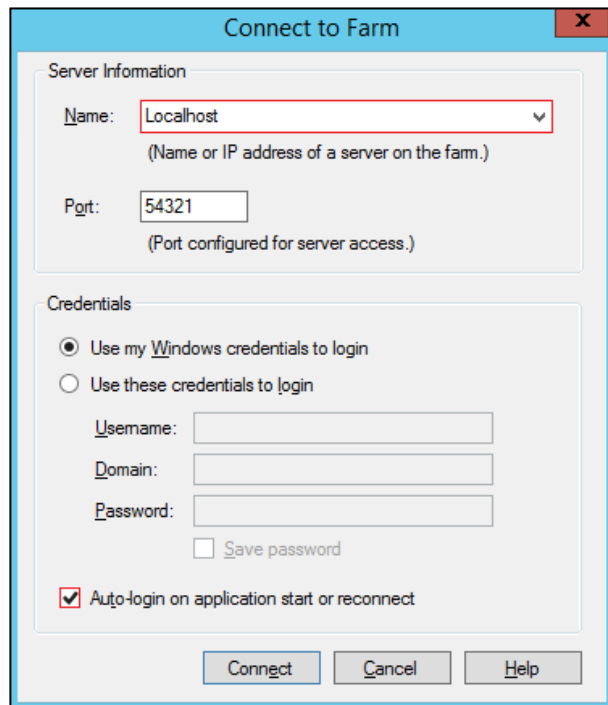 Connect to Farm
x
Server Information
Name: Localhost
(Name or IP address of a server on the farm.)
Port: 54321
(Port configured for server access.)
Credentials
Use my Windows credentials to login
Use these credentials to login
Username:
Domain:
Password:
Save password
Auto-login on application start or reconnect
Connect Cancel Help